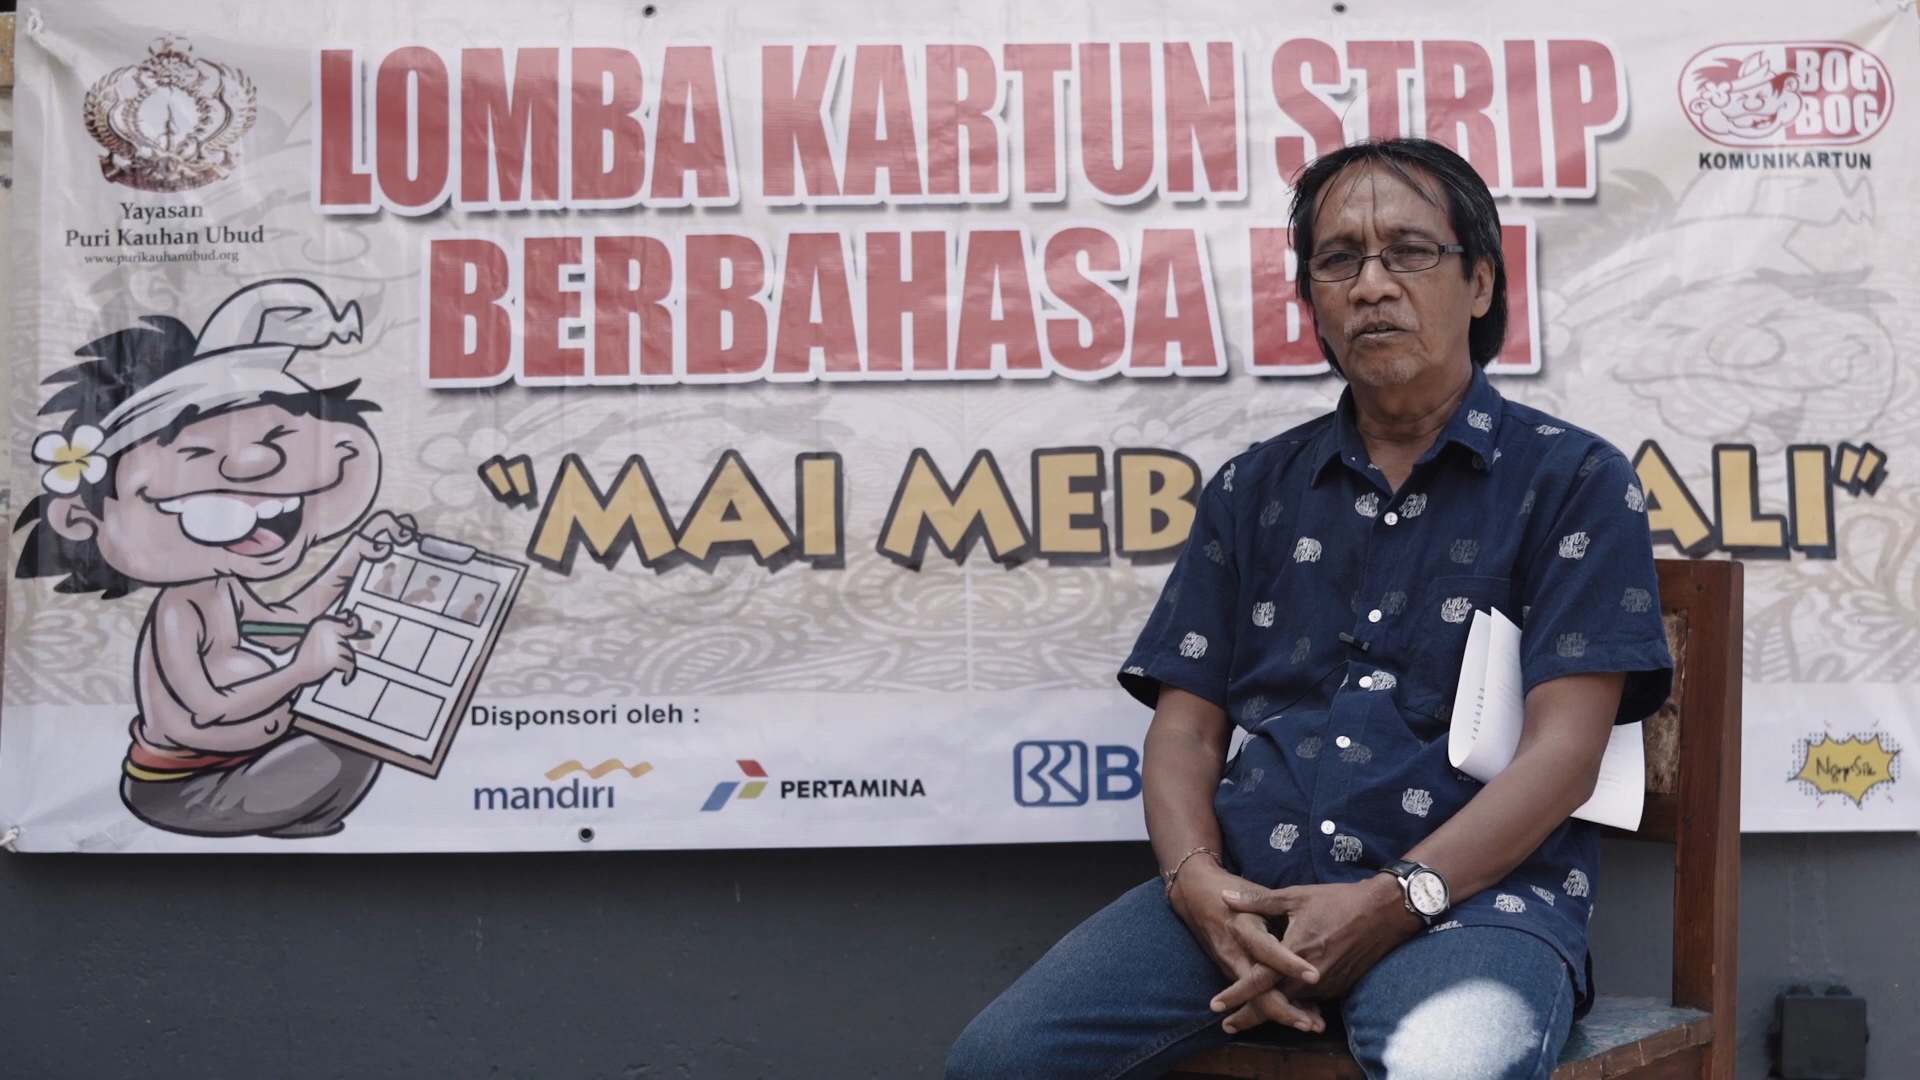 LOMBA KARTUN STRIP
BERBAHASA
"MAI MEB
ALI"
Yayasan
Puri Kauhan Ubud
www.purikauhanubud.org
BOG
BOG
KOMUNIKARTUN
Disponsori oleh :
mandiri
PERTAMINA
B